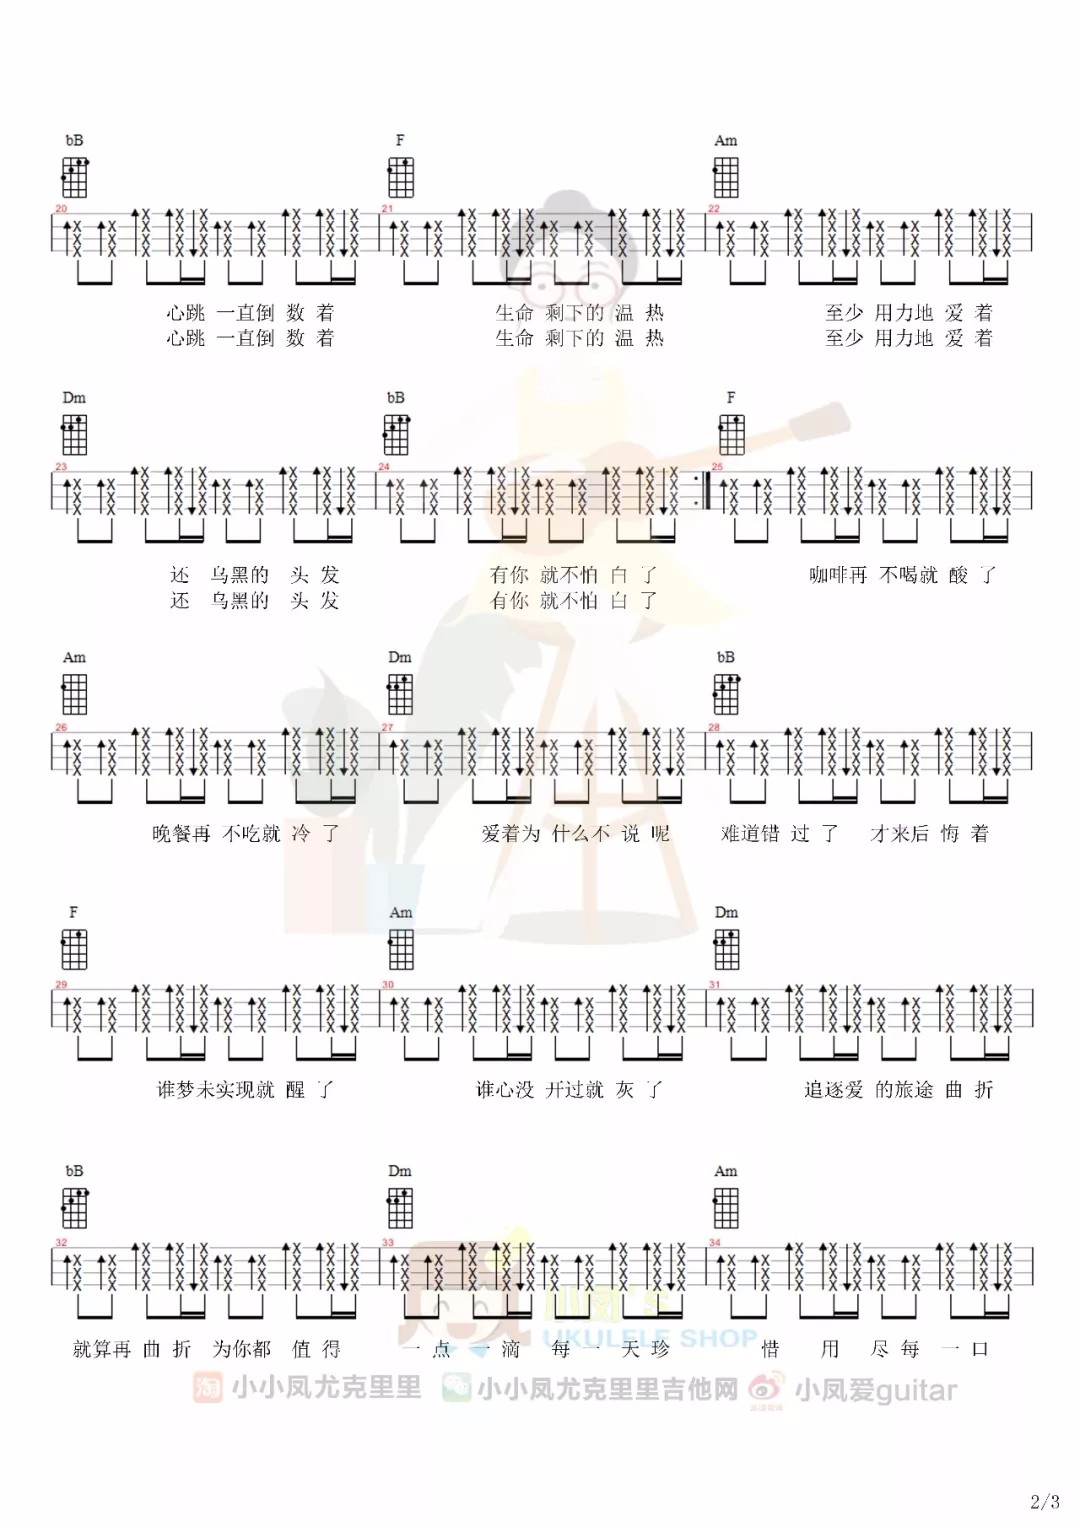 bB F Am
20 21 22
心跳 一直倒 数 着 生命 剩下的 温 热 至少 用力地 爱 着
心跳 一直倒 数 着 生命 剩下的 温 热 至少 用力地 爱 着
Dm bB F
23 24 25
还 乌黑的 头 发 有你 就不怕 白 了 咖啡再 不喝就 酸 了
还 乌黑的 头 发 有你 就不怕 白 了
Am Dm bB
26 27 28
晚餐再 不吃就 冷 了 爱着为 什么不 说 呢 难道错 过 了 才来后 悔 着
F Am Dm
29 30 31
谁梦未实现就 醒 了 谁心没 开过就 灰 了 追逐爱 的旅途 曲 折
bB Dm Am
32 33 34
小凤's
UKULELE SHOP
就算再 曲 折 为你都 值 得 一 点 一 滴 每 一 天 珍 惜 用 尽 每 一 口
淘 小小凤尤克里里 小小凤尤克里里吉他网 小凤爱guitar
2/3